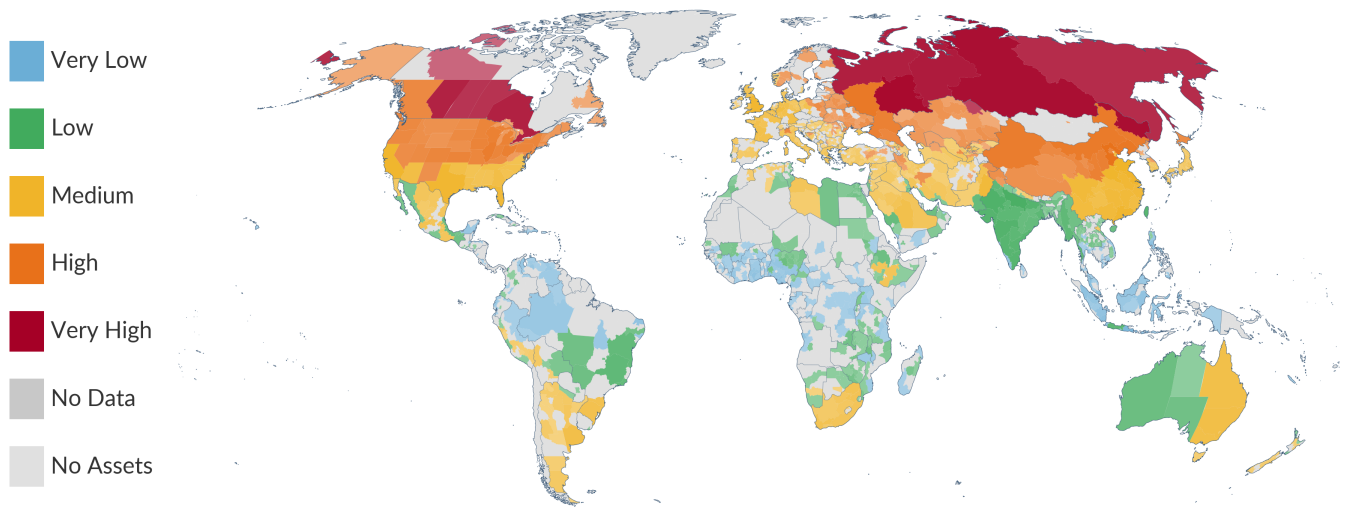 Very Low
Low
Medium
High
Very High
No Data
No Assets